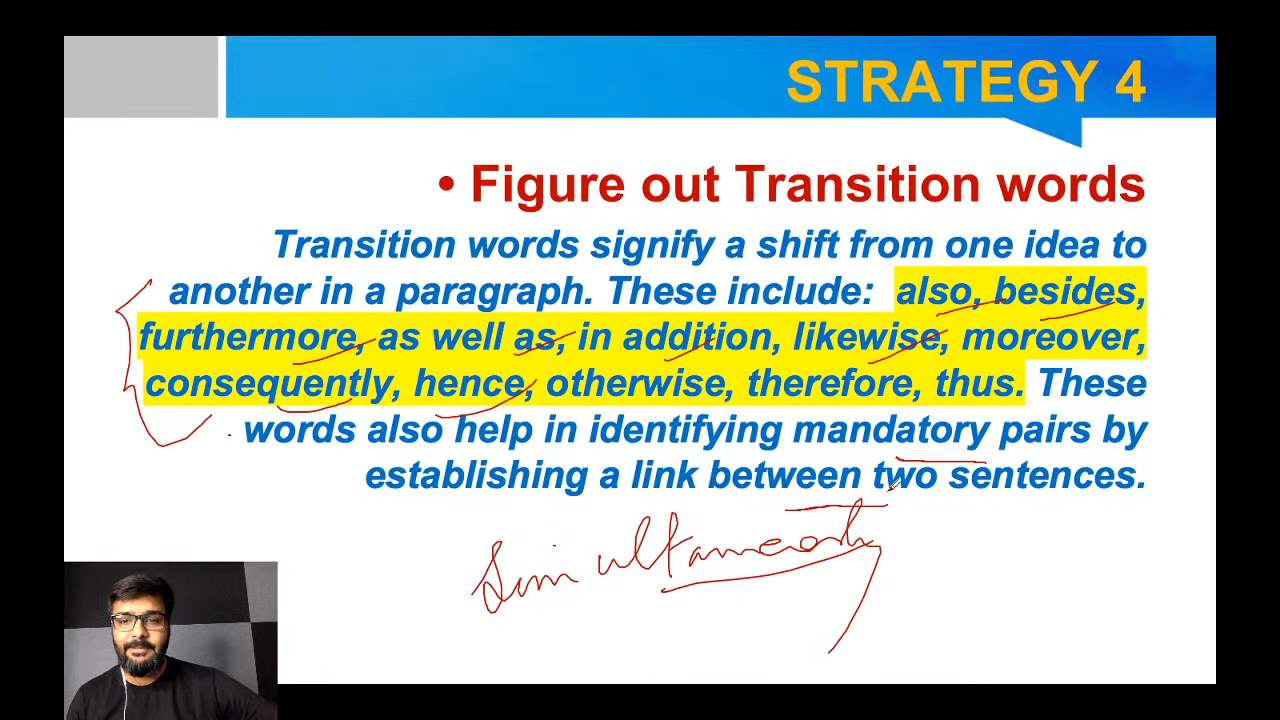 STRATEGY 4
• Figure out Transition words
Transition words signify a shift from one idea to
another in a paragraph. These include: also, besides,
furthermore, as well as, in addition, likewise, moreover,
consequently, hence, otherwise, therefore, thus. These
words also help in identifying mandatory pairs by
establishing a link between two sentences.
Simultaneously